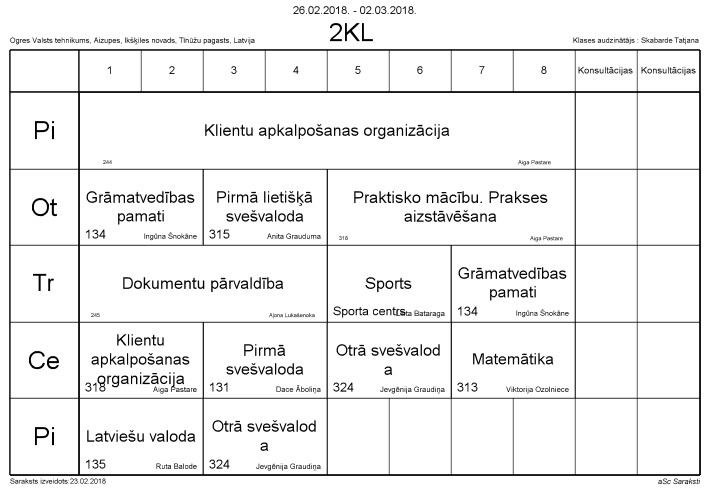 26.02.2018. - 02.03.2018.
2KL
Ogres Valsts tehnikums, Aizupes, Ikšķiles novads, Tīnūžu pagasts, Latvija
Klases audzinātājs : Skabarde Tatjana
1 2 3 4 5 6 7 8 Konsultācijas Konsultācijas
Pi
Klientu apkalpošanas organizācija
244 Aiga Pastare
Ot
Grāmatvedības
pamati
134 Ingūna Šnokāne
Pirmā lietišķā
svešvaloda
315 Anita Grauduma
Praktisko mācību. Prakses
aizstāvēšana
318 Aiga Pastare
Tr
Dokumentu pārvaldība
245 Aļona Lukašenoka
Sports
Sporta centrs Bataraga
Grāmatvedības
pamati
134 Ingūna Šnokāne
Ce
Klientu
apkalpošanas
organizācija
318 Aiga Pastare
Pirmā
svešvaloda
131 Dace Āboliņa
Otrā svešvalod
a
324 Jevgēnija Graudiņa
Matemātika
313 Viktorija Ozolniece
Pi
Latviešu valoda
135 Ruta Balode
Otrā svešvalod
a
324 Jevgēnija Graudiņa
Saraksts izveidots:23.02.2018
aSc Saraksti